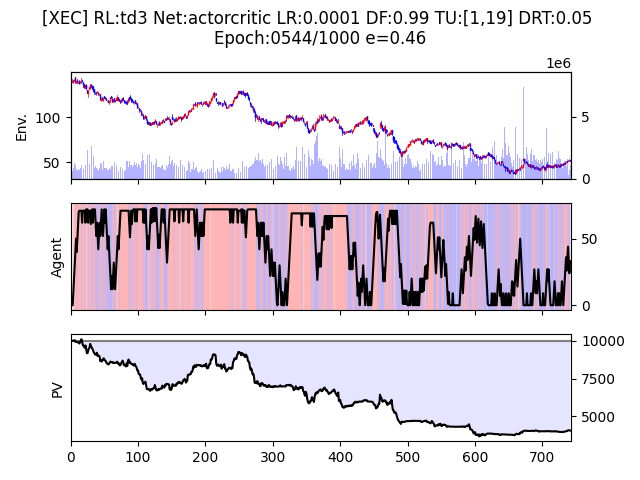 [XEC] RL:td3 Net:actorcritic LR:0.0001 DF:0.99 TU:[1,19] DRT:0.05
Epoch:0544/1000 e=0.46
1e6
Env.
100
50
5
0
Agent
50
0
PV
10000
7500
5000
0 100 200 300 400 500 600 700